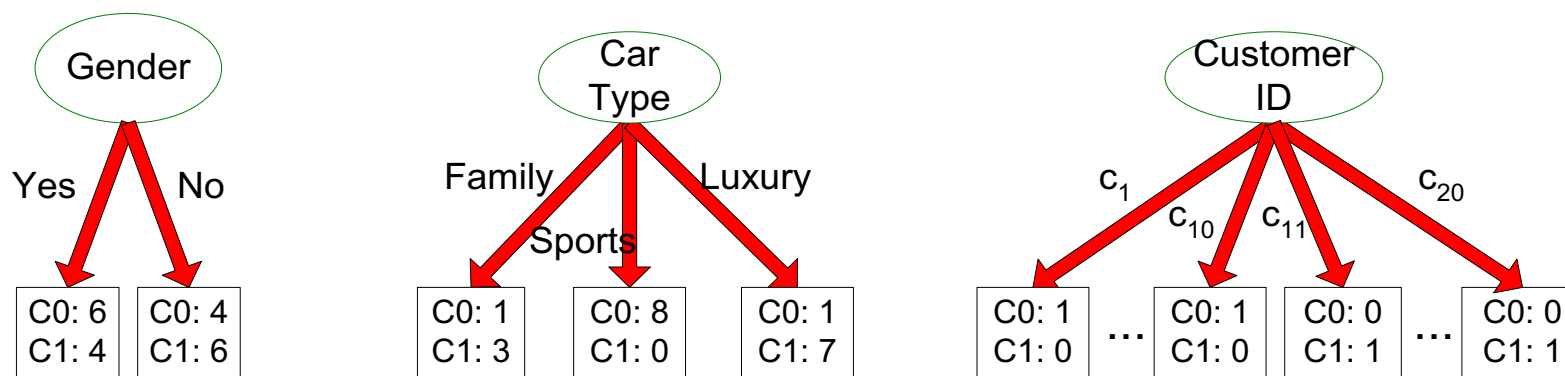 Gender
Yes
No
C0: 6
C1: 4
C0: 4
C1: 6
Car
Type
Family
Sports
Luxury
C0: 1
C1: 3
C0: 8
C1: 0
C0: 1
C1: 7
Customer
ID
c1
c10
c11
c20
C0: 1
C1: 0
...
C0: 1
C1: 0
C0: 0
C1: 1
...
C0: 0
C1: 1